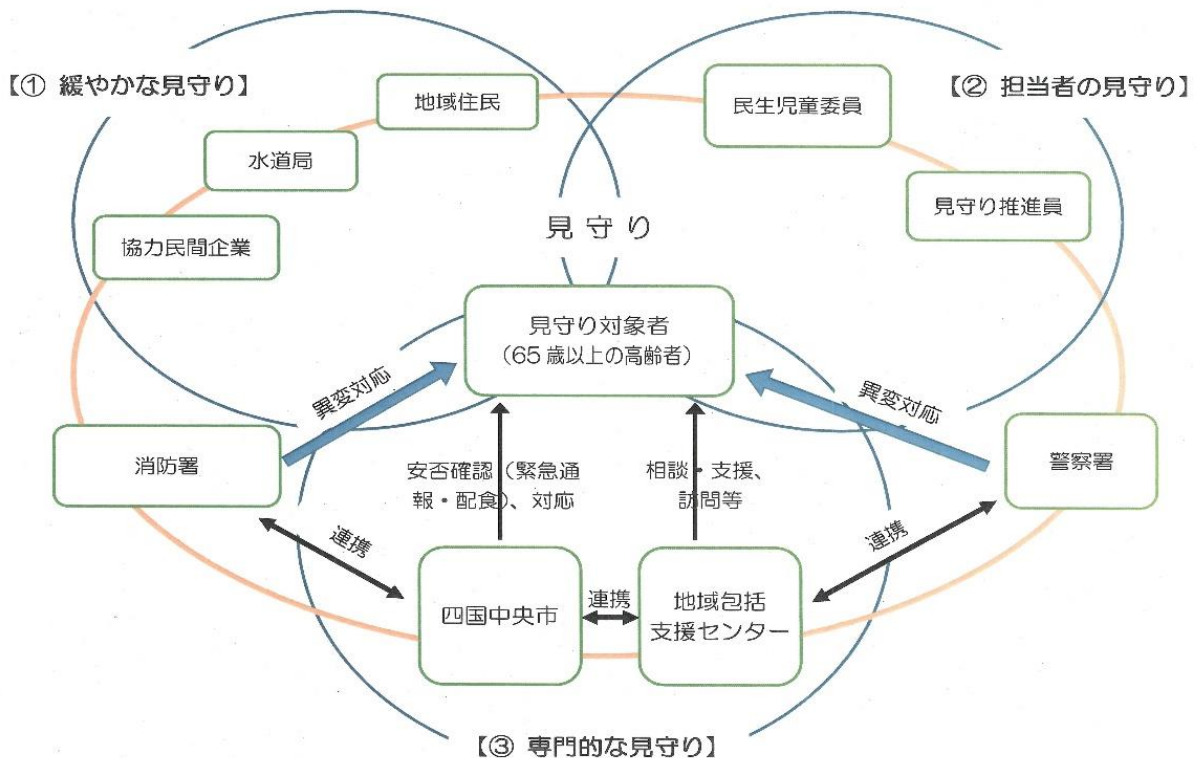 【① 緩やかな見守り】
【② 担当者の見守り】
地域住民
民生児童委員
水道局
見守り推進員
協力民間企業
見守り
見守り対象者
（65歳以上の高齢者）
異変対応
異変対応
消防署
警察署
安否確認（緊急通
報・配食）、対応
相談・支援、
訪問等
連携
連携
四国中央市
連携
地域包括
支援センター
【③ 専門的な見守り】